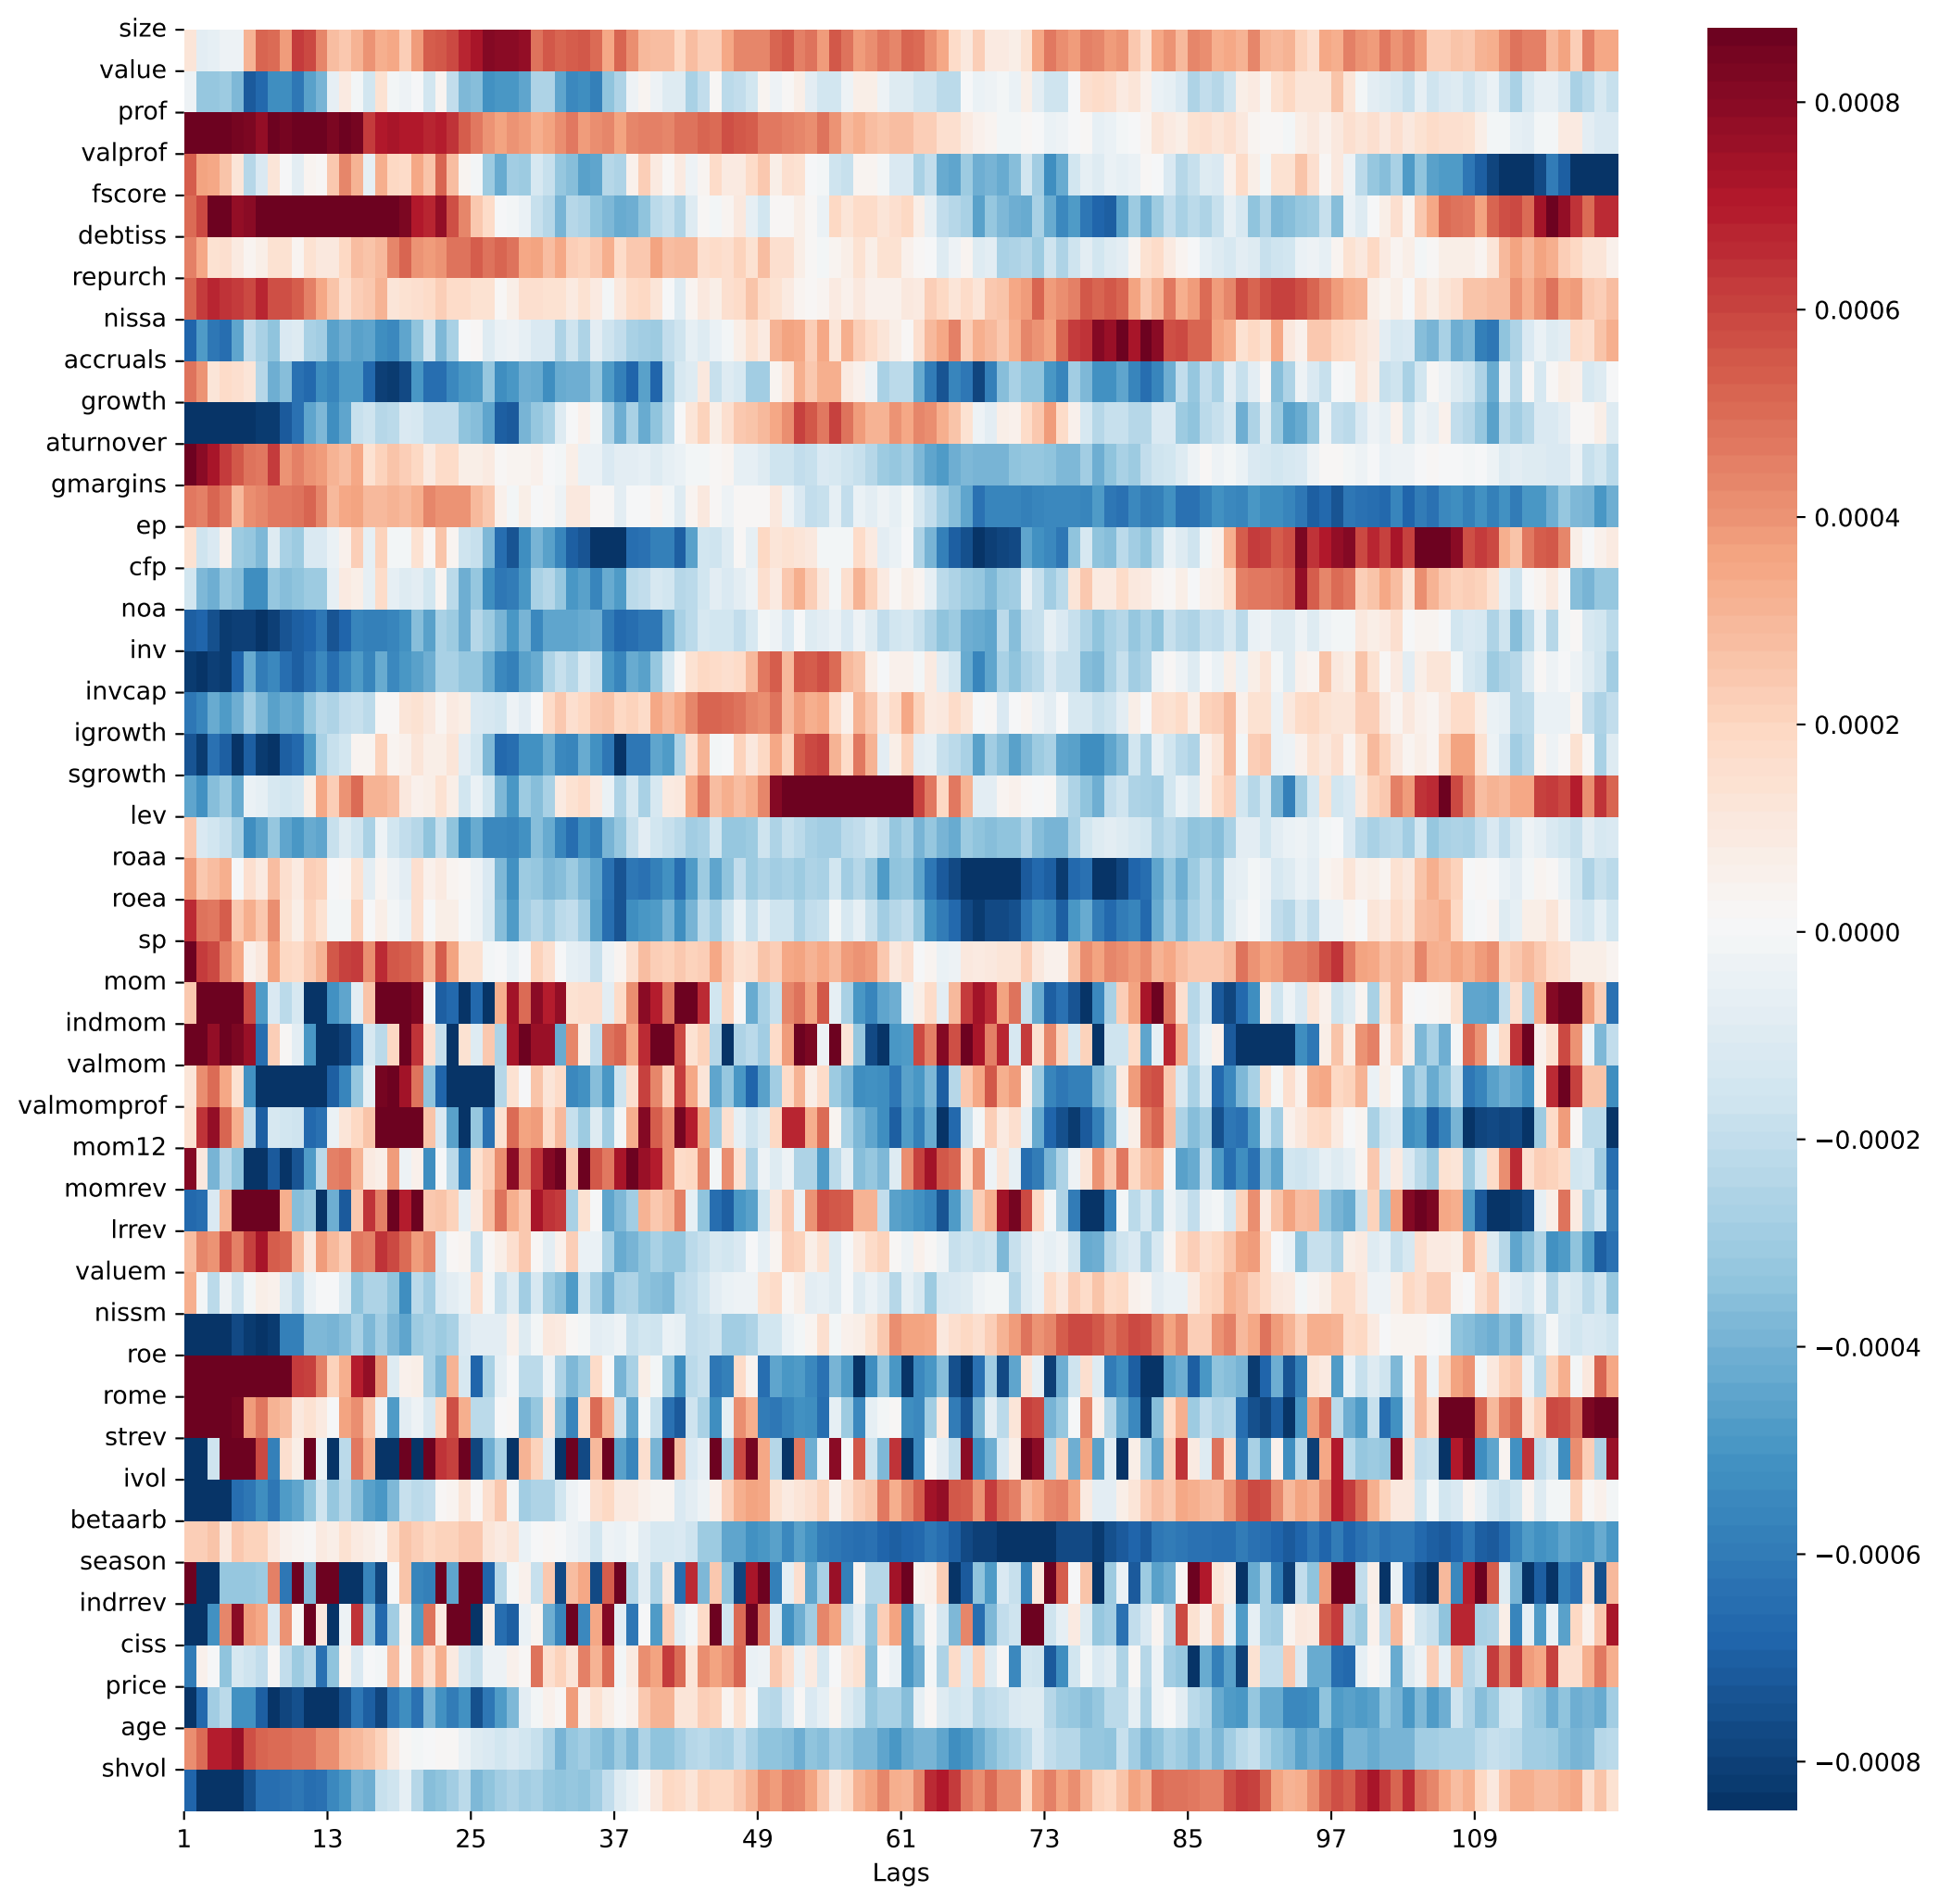 size
value
prof
valprof
fscore
debtiss
repurch
nissa
accruals
growth
aturnover
gmargins
ep
cfp
noa
inv
invcap
igrowth
sgrowth
lev
roaa
roea
sp
mom
indmom
valmom
valmomprof
mom12
momrev
lrrev
valuem
nissm
roe
rome
strev
ivol
betaarb
season
indrrev
ciss
price
age
shvol
1 13 25 37 49 61 73 85 97 109
Lags
0.0008
0.0006
0.0004
0.0002
0.0000
−0.0002
−0.0004
−0.0006
−0.0008